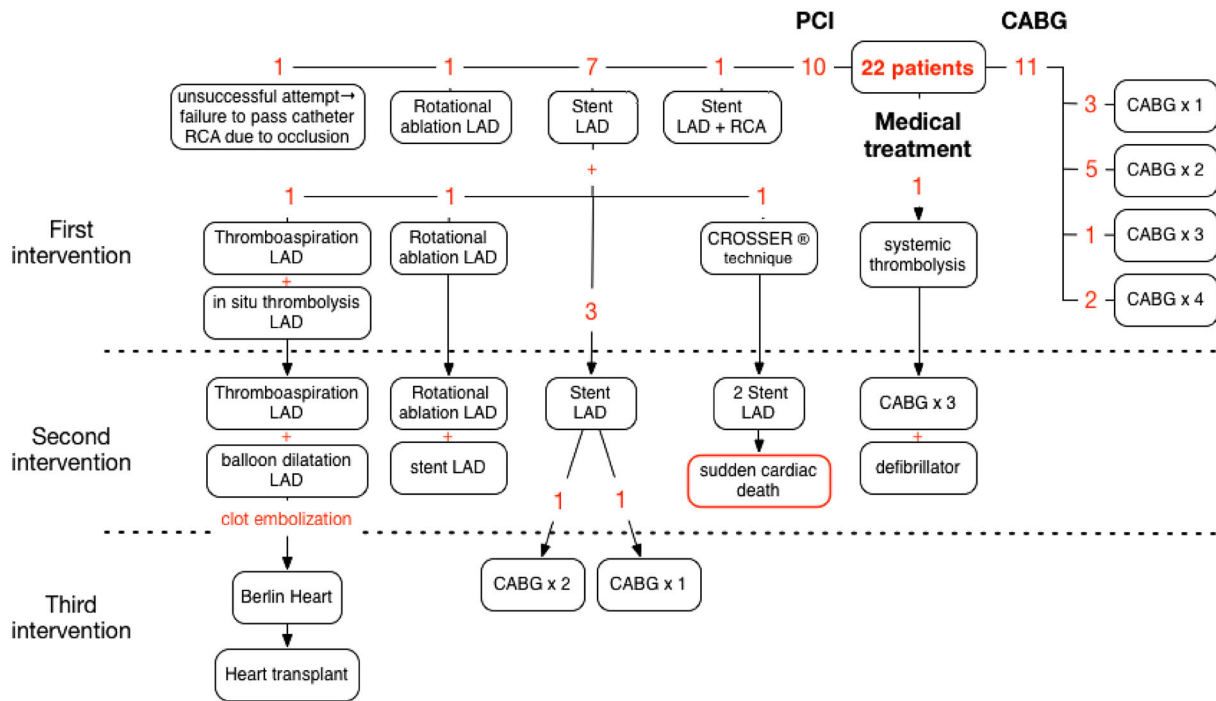 PCI
CABG
1
1
7
1
10
22 patients
11
unsuccessful attempt→
failure to pass catheter
RCA due to occlusion
Rotational
ablation LAD
Stent
LAD
Stent
LAD + RCA
Medical
treatment
3
CABG x 1
5
CABG x 2
1
CABG x 3
2
CABG x 4
+
1
1
1
1
First
intervention
Thromboaspiration
LAD
+
in situ thrombolysis
LAD
Rotational
ablation LAD
CROSSER ®
technique
systemic
thrombolysis
3
Second
intervention
Thromboaspiration
LAD
+
balloon dilatation
LAD
clot embolization
Rotational
ablation LAD
+
stent LAD
Stent
LAD
1
1
2 Stent
LAD
sudden cardiac
death
CABG x 3
+
defibrillator
Third
intervention
Berlin Heart
Heart transplant
CABG x 2
CABG x 1